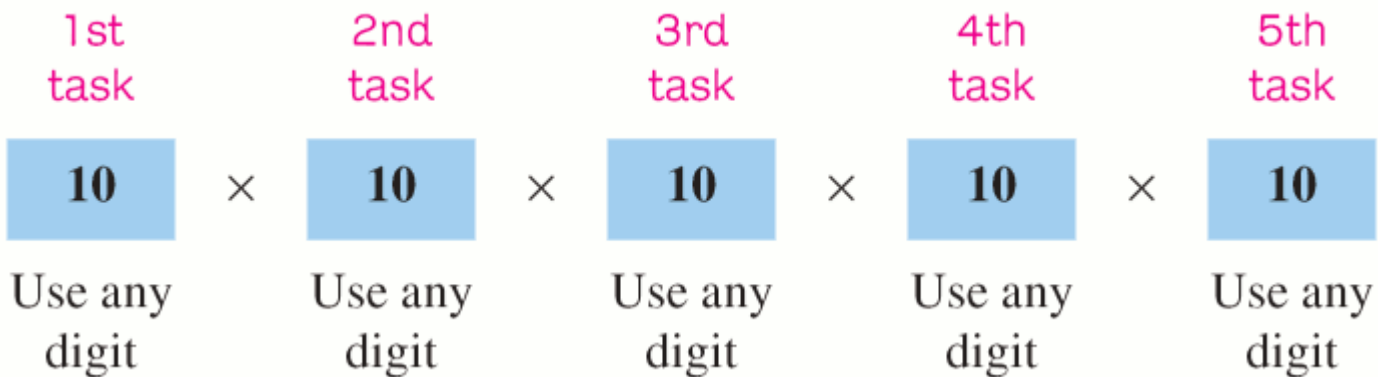 1st 2nd 3rd 4th 5th
task task task task task
10 × 10 × 10 × 10 × 10
Use any Use any Use any Use any Use any
digit digit digit digit digit